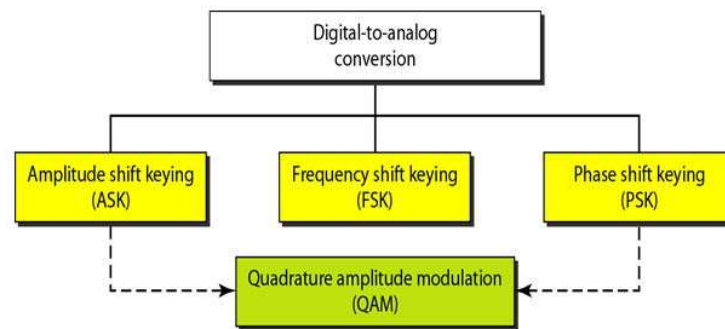 Digital-to-analog
conversion
Amplitude shift keying
(ASK)
Frequency shift keying
(FSK)
Phase shift keying
(PSK)
Quadrature amplitude modulation
(QAM)